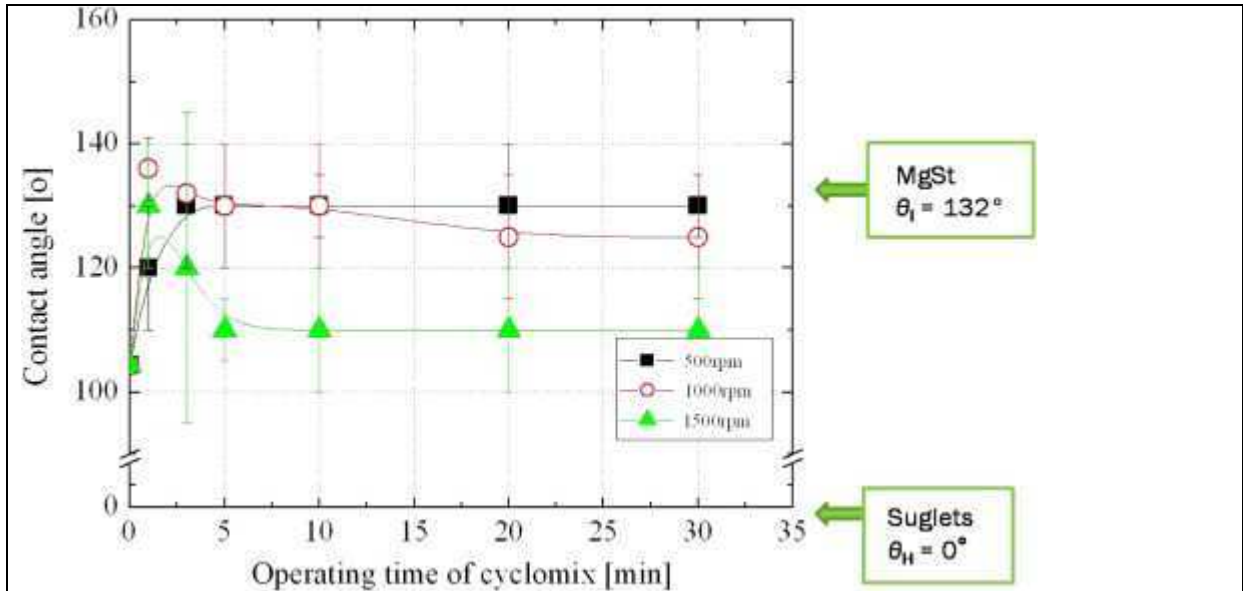 160
140
120
100
0
Contact angle [o]
0 5 10 15 20 25 30 35
Operating time of cyclomix [min]
500rpm
1000rpm
1500rpm
MgSt
θI = 132°
Suglets
θH = 0°